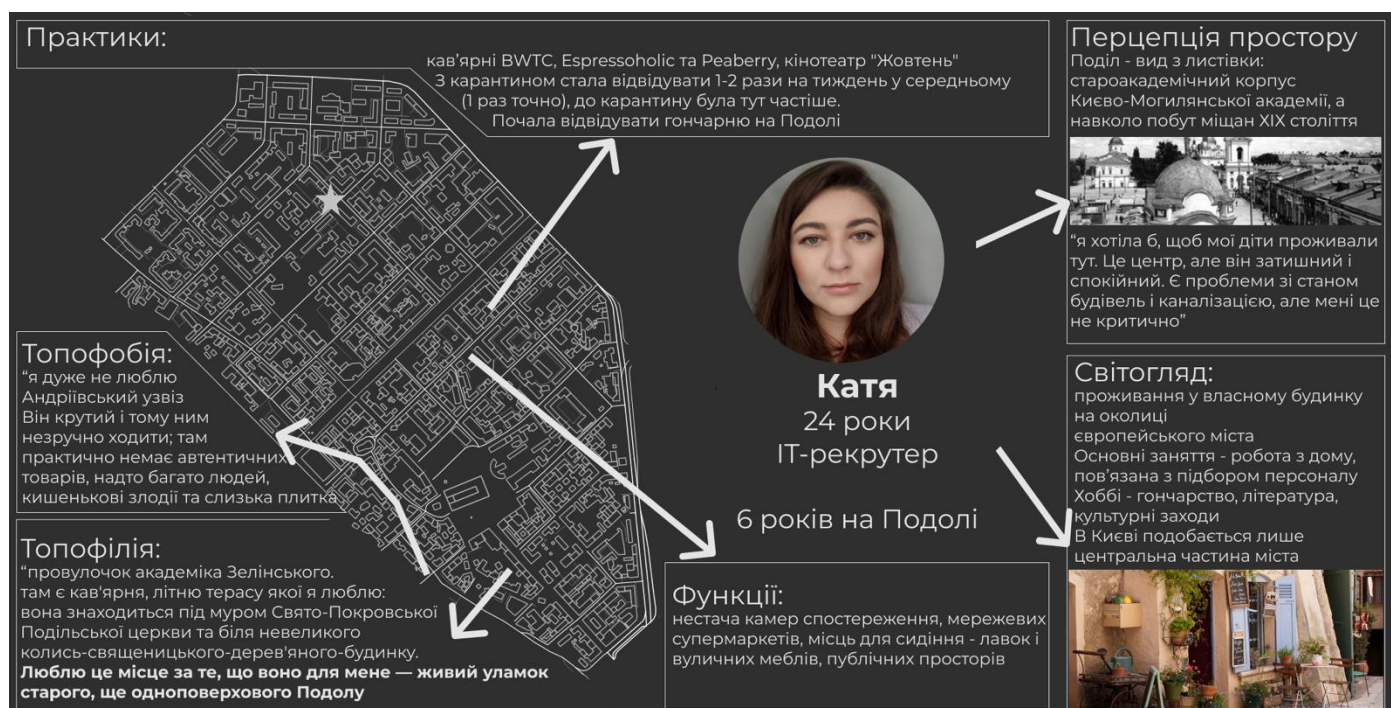 Практики:
кав’ярні BWTC, Espressoholic та Peaberry, кінотеатр "Жовтень"
З карантином стала відвідувати 1-2 рази на тиждень у середньому
(1 раз точно), до карантину була тут частіше.
Почала відвідувати гончарню на Подолі
Перцепція простору
Поділ - вид з листівки:
староакадемічний корпус
Києво-Могилянської академії, а
навколо побут міщан XIX століття
“я хотіла б, щоб мої діти проживали
тут. Це центр, але він затишний і
спокійний. Є проблеми зі станом
будівель і каналізацією, але мені це
не критично”
Топофобія:
“я дуже не люблю
Андріївський узвіз
Він крутий і тому ним
незручно ходити; там
практично немає автентичних
товарів, надто багато людей,
кишенькові злодії та слизька плитка
Топофілія:
“провулочок академіка Зелінського.
там є кав'ярня, літню терасу якої я люблю:
вона знаходиться під муром Свято-Покровської
Подільської церкви та біля невеликого
колись-священицького-дерев'яного-будинку.
Люблю це місце за те, що воно для мене — живий уламок
старого, ще одноповерхового Подолу
Катя
24 роки
ІТ-рекрутер
6 років на Подолі
Функції:
нестача камер спостереження, мережевих
супермаркетів, місць для сидіння - лавок і
вуличних меблів, публічних просторів
Світогляд:
проживання у власному будинку
на околиці
європейського міста
Основні заняття - робота з дому,
пов’язана з підбором персоналу
Хоббі - гончарство, література,
культурні заходи
В Києві подобається лише
центральна частина міста